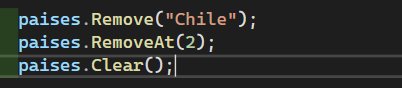 paises.Remove("Chile");
paises.RemoveAt(2);
paises.Clear();